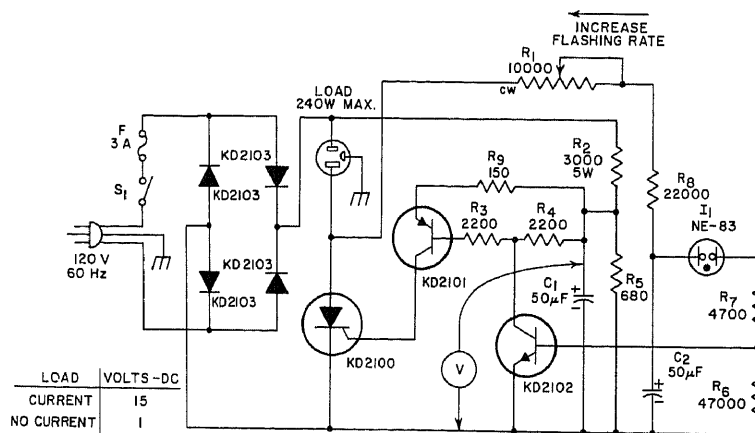 INCREASE
FLASHING RATE
R1
10000
CW
LOAD
240W MAX.
F
3A
S1
KD2103
KD2103
KD2103
KD2103
120 V
60 Hz
R9
150
R3
2200
R4
2200
R2
3000
5W
R8
22000
I1
NE-83
KD2101
KD2100
KD2102
C1
50µF
+
−
R5
680
R7
4700
V
C2
50µF
+
−
R6
47000
LOAD VOLTS-DC
CURRENT 15
NO CURRENT 1